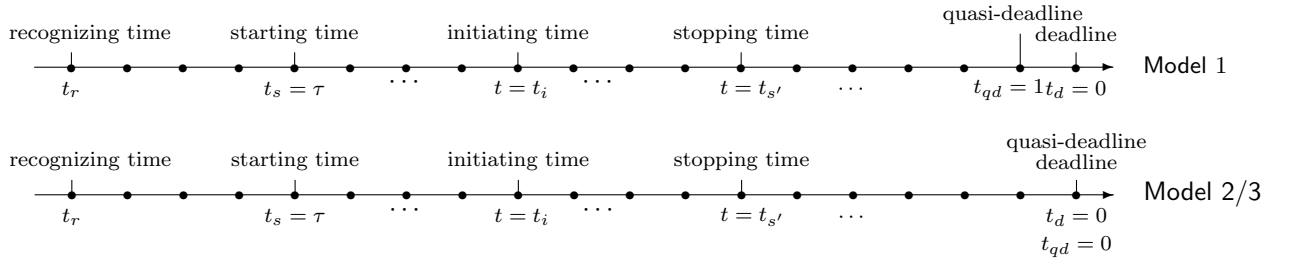 quasi-deadline
recognizing time starting time initiating time stopping time deadline
Model 1
t_r t_s = τ ... t = t_i ... t = t_{s'} ... t_{qd} = 1 t_d = 0
quasi-deadline
recognizing time starting time initiating time stopping time deadline
Model 2/3
t_r t_s = τ ... t = t_i ... t = t_{s'} ... t_d = 0
t_{qd} = 0